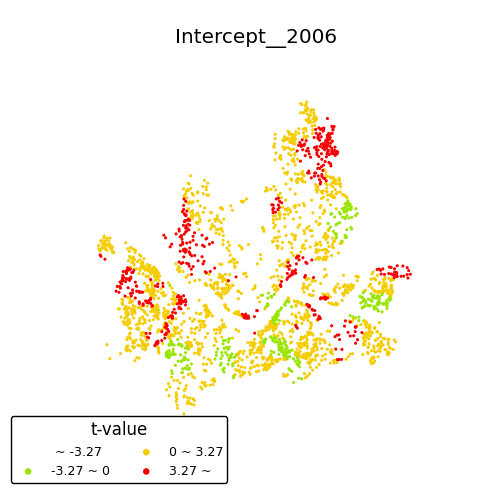 Intercept__2006
t-value
~ -3.27
0 ~ 3.27
-3.27 ~ 0
3.27 ~